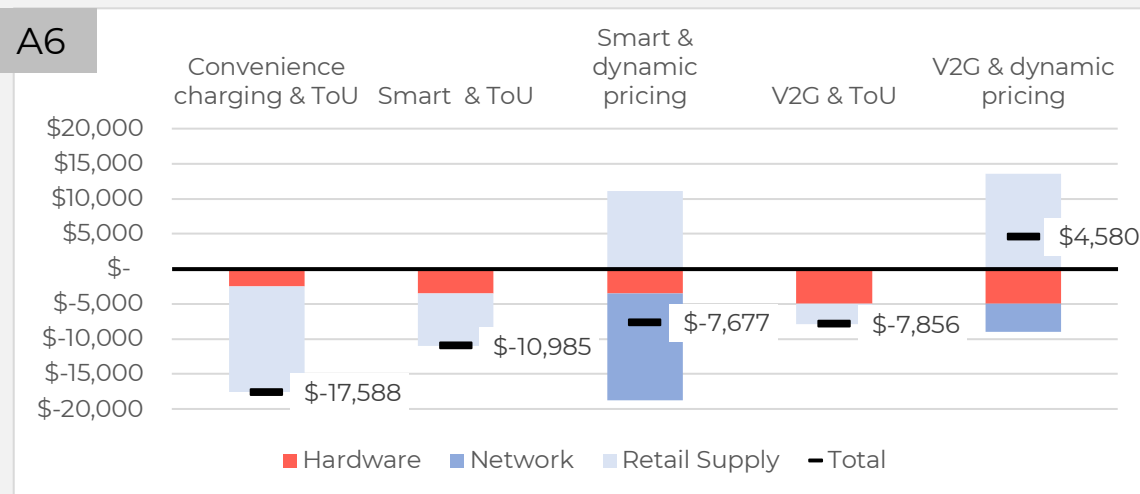 A6
Convenience
charging & ToU
Smart & ToU
Smart &
dynamic
pricing
V2G & ToU
V2G & dynamic
pricing
$20,000
$15,000
$10,000
$5,000
$-
$-5,000
$-10,000
$-15,000
$-20,000
$-17,588
$-10,985
$-7,677
$-7,856
$4,580
Hardware
Network
Retail Supply
Total